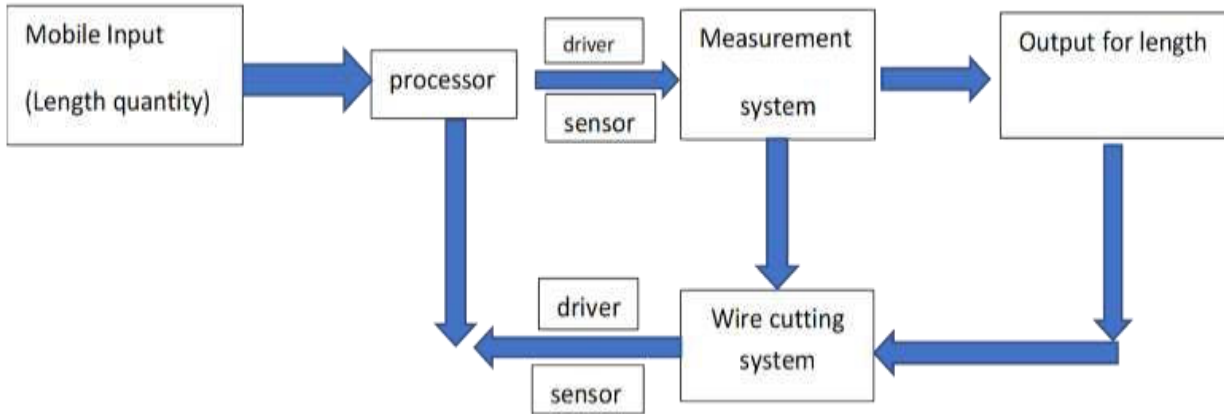 Mobile Input
(Length quantity)
processor
driver
sensor
Measurement
system
Output for length
driver
sensor
Wire cutting
system